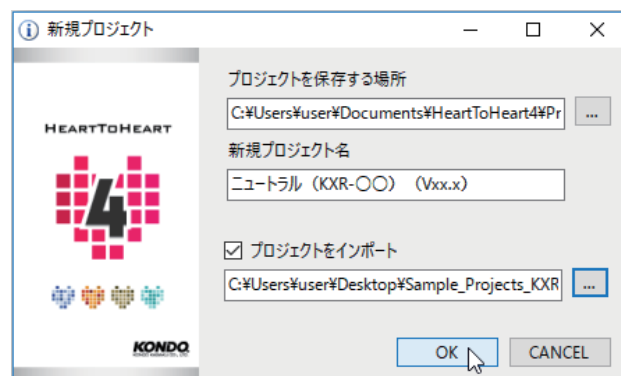 新規プロジェクト
プロジェクトを保存する場所
C:¥Users¥user¥Documents¥HeartToHeart4¥Pr
...
新規プロジェクト名
ニュートラル（KXR-〇〇）（Vxx.x）
プロジェクトをインポート
C:¥Users¥user¥Desktop¥Sample_Projects_KXR
...
OK
CANCEL
HEARTTOHEART
4
KONDO